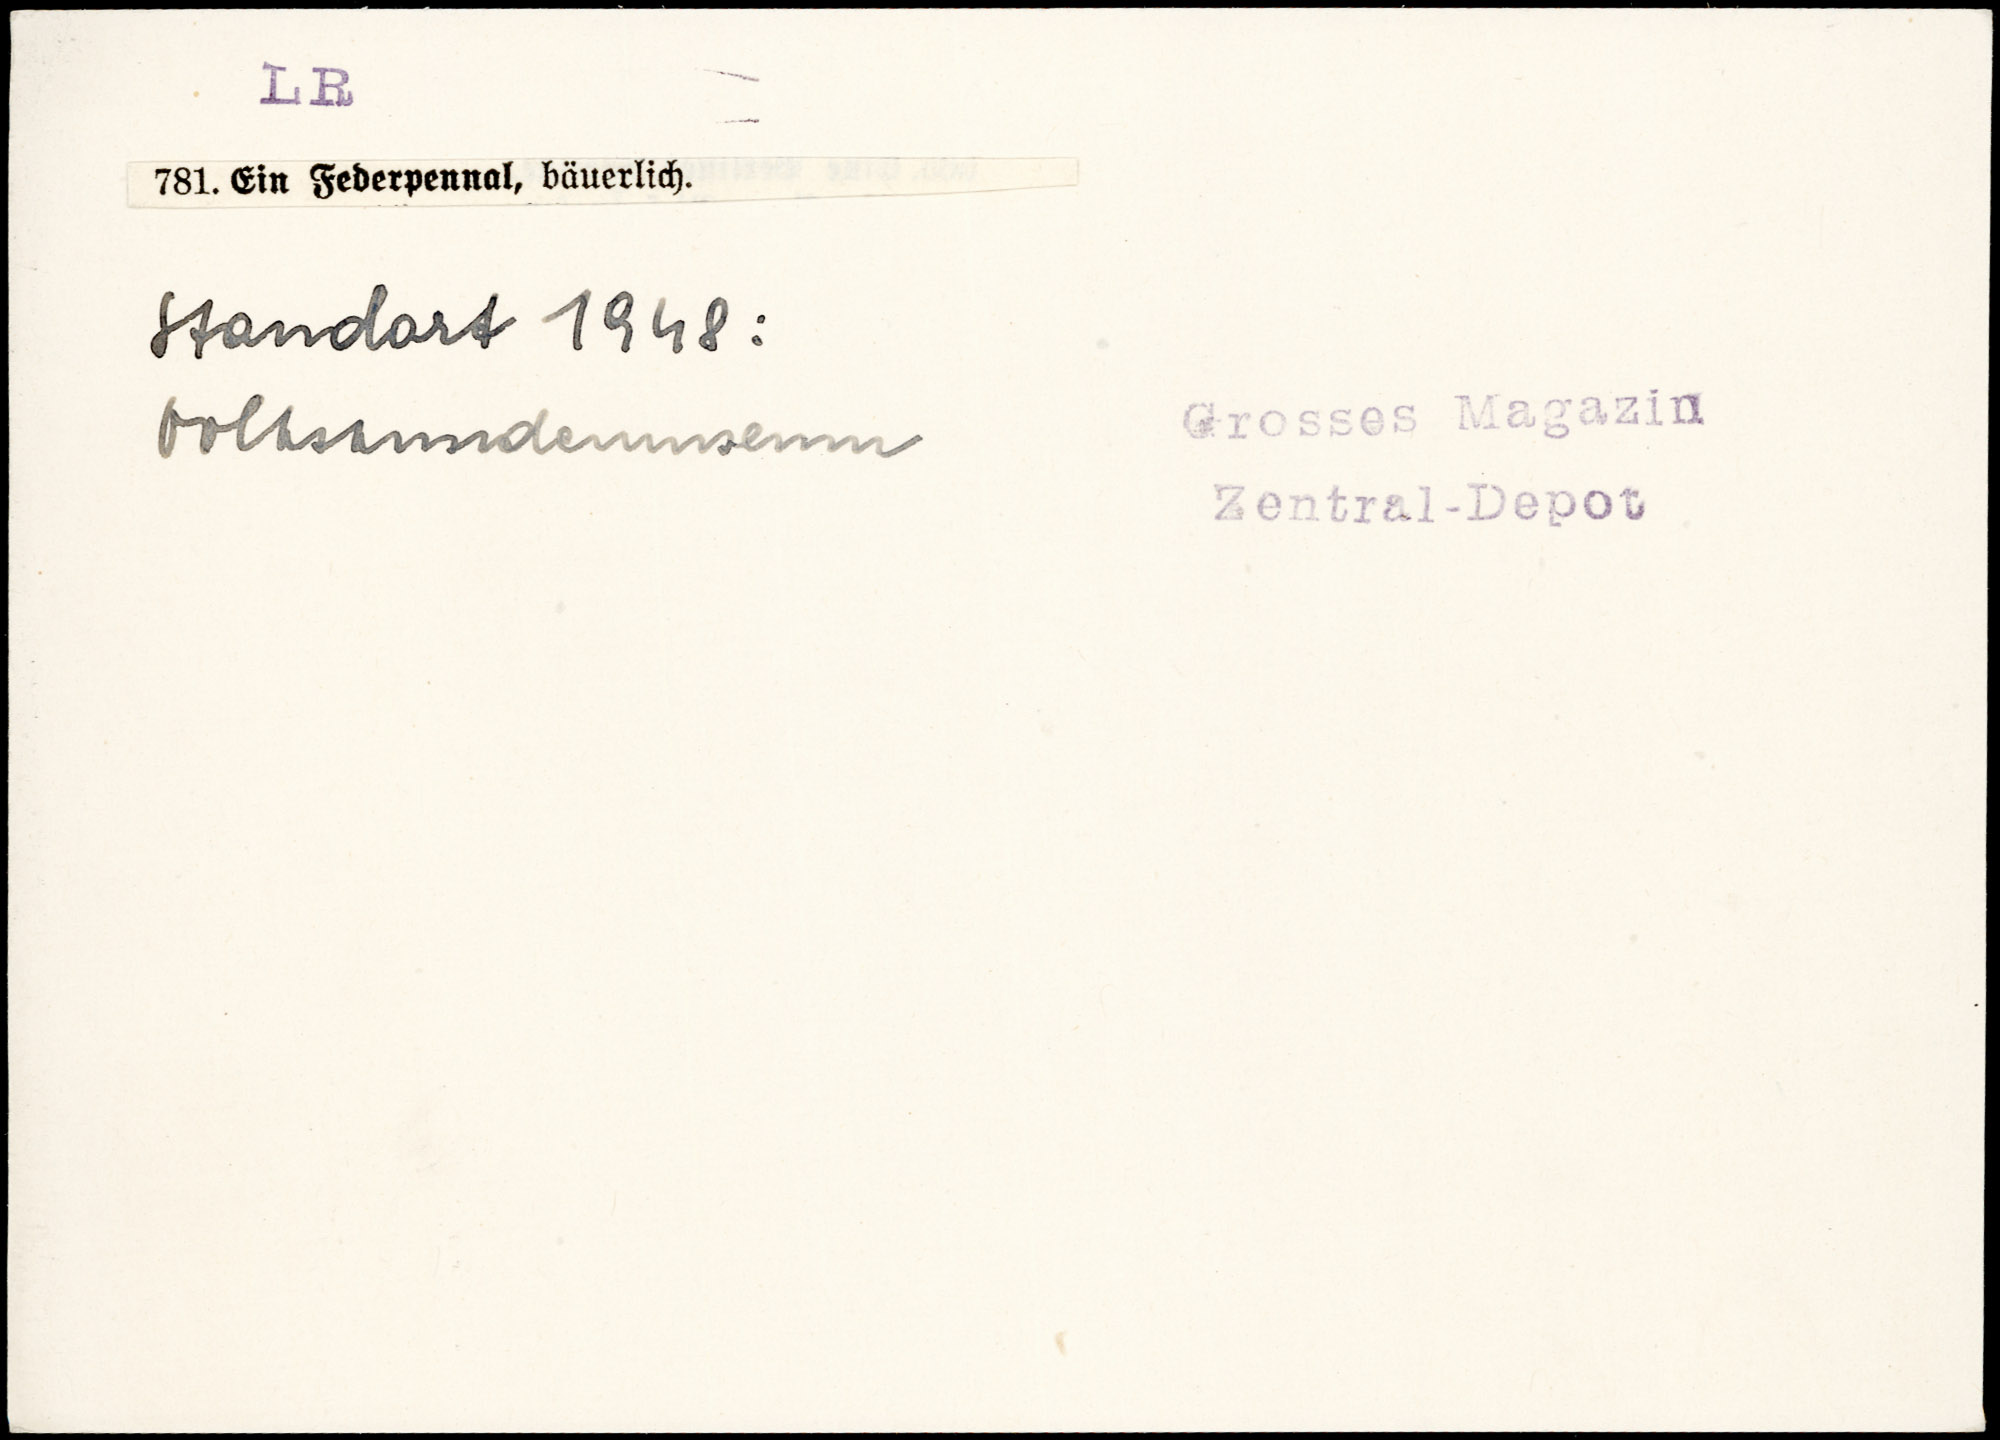 LR
781. Ein Federpennal, bäuerlich.
Standort 1948:
Volkskundemuseum
Grosses Magazin
Zentral-Depot